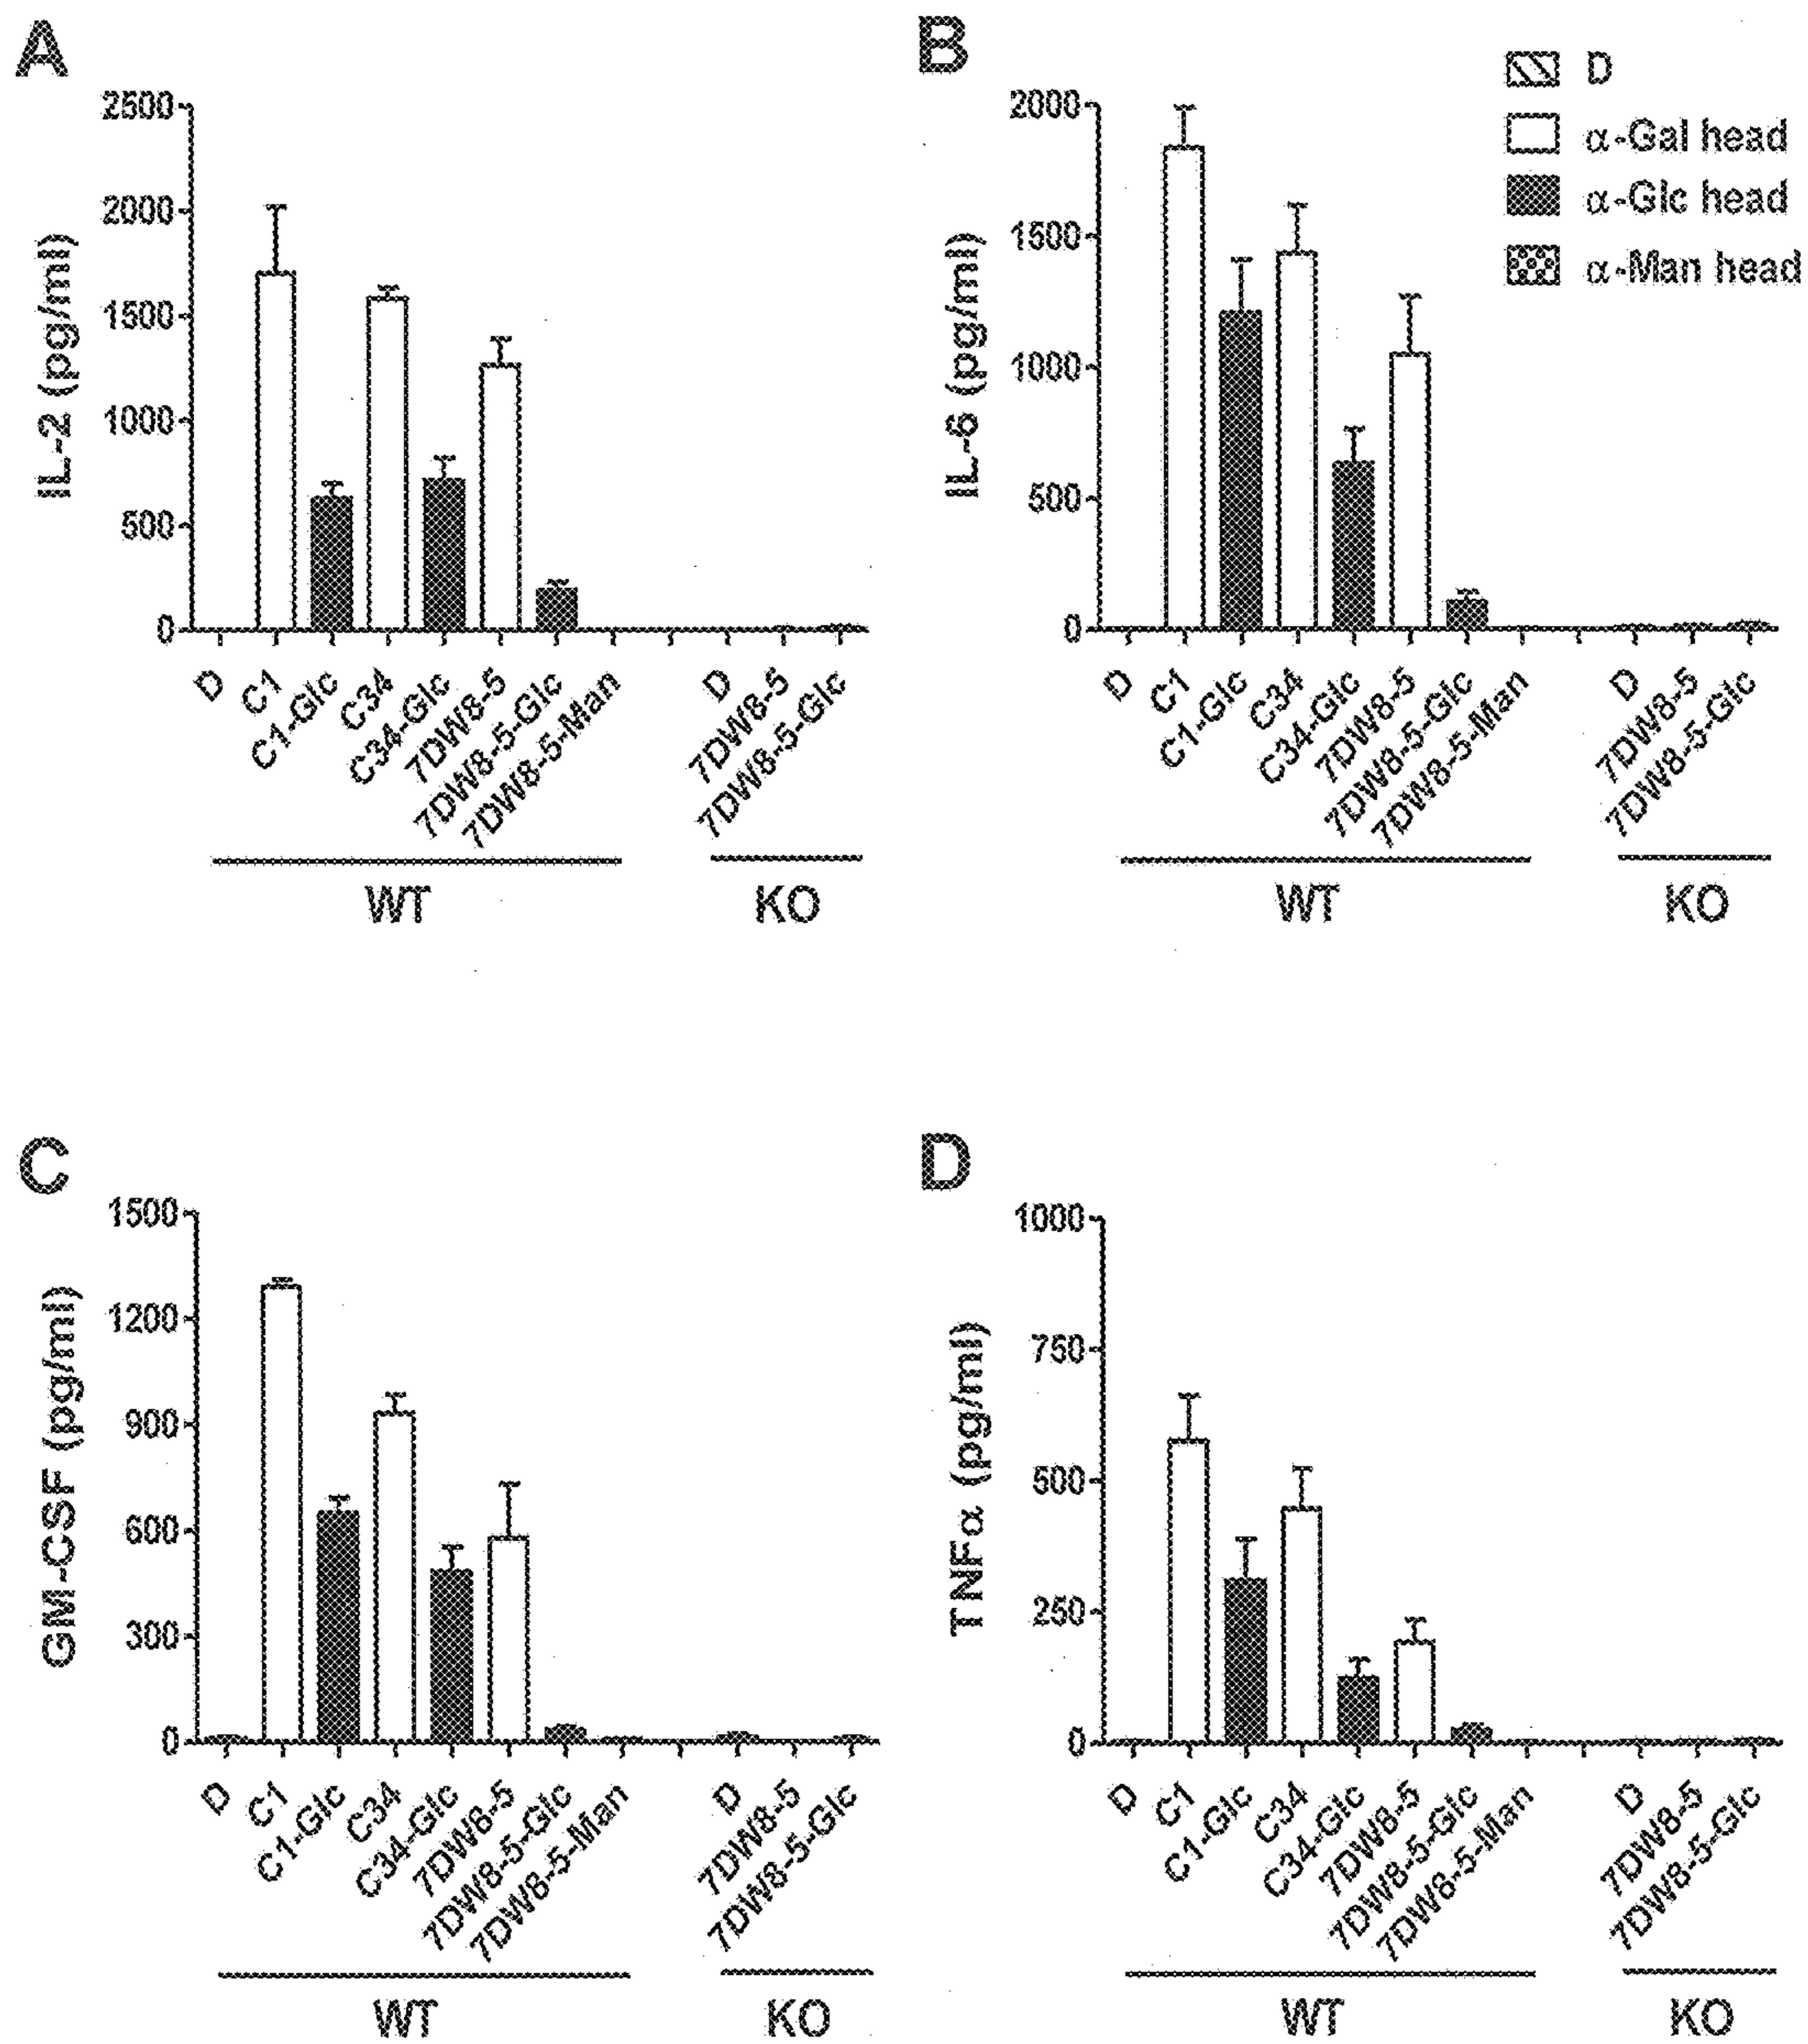 A
IL-2 (pg/ml)
2500
2000
1500
1000
500
0
D
C1
C1-Glc
C34
C34-Glc
7DW8-5
7DW8-5-Glc
7DW8-5-Man
D
7DW8-5
7DW8-5-Glc
WT
KO
B
D
α-Gal head
α-Glc head
α-Man head
IL-6 (pg/ml)
2000
1500
1000
500
0
D
C1
C1-Glc
C34
C34-Glc
7DW8-5
7DW8-5-Glc
7DW8-5-Man
D
7DW8-5
7DW8-5-Glc
WT
KO
C
GM-CSF (pg/ml)
1500
1200
900
600
300
0
D
C1
C1-Glc
C34
C34-Glc
7DW8-5
7DW8-5-Glc
7DW8-5-Man
D
7DW8-5
7DW8-5-Glc
WT
KO
D
TNFα (pg/ml)
1000
750
500
250
0
D
C1
C1-Glc
C34
C34-Glc
7DW8-5
7DW8-5-Glc
7DW8-5-Man
D
7DW8-5
7DW8-5-Glc
WT
KO